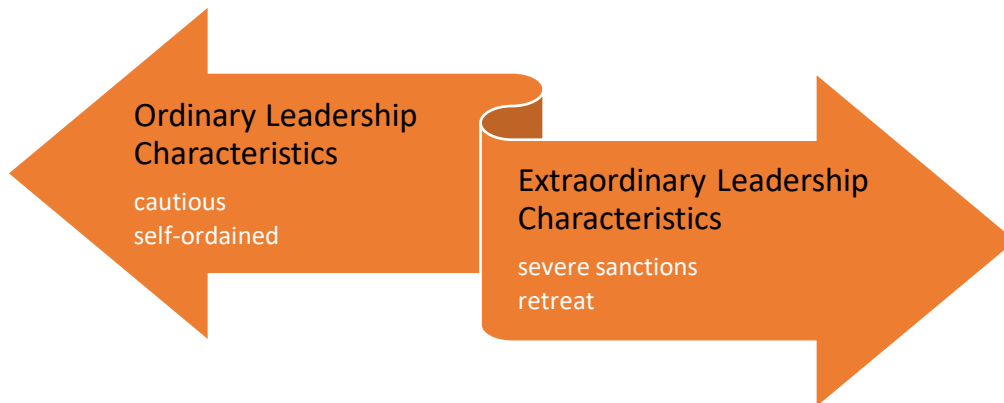 Ordinary Leadership
Characteristics
cautious
self-ordained
Extraordinary Leadership
Characteristics
severe sanctions
retreat